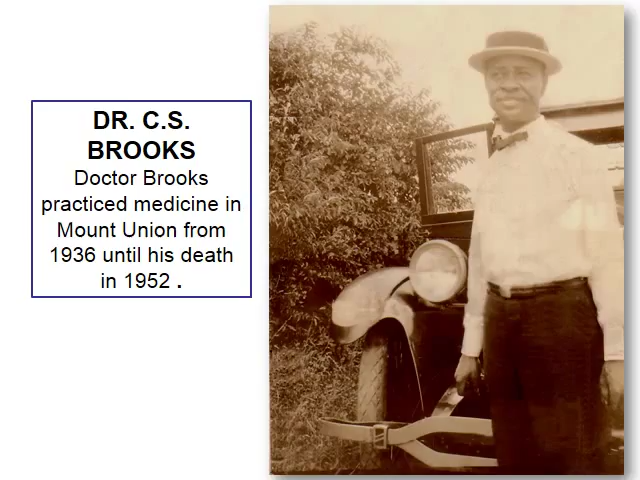 DR. C.S.
BROOKS
Doctor Brooks
practiced medicine in
Mount Union from
1936 until his death
in 1952 .